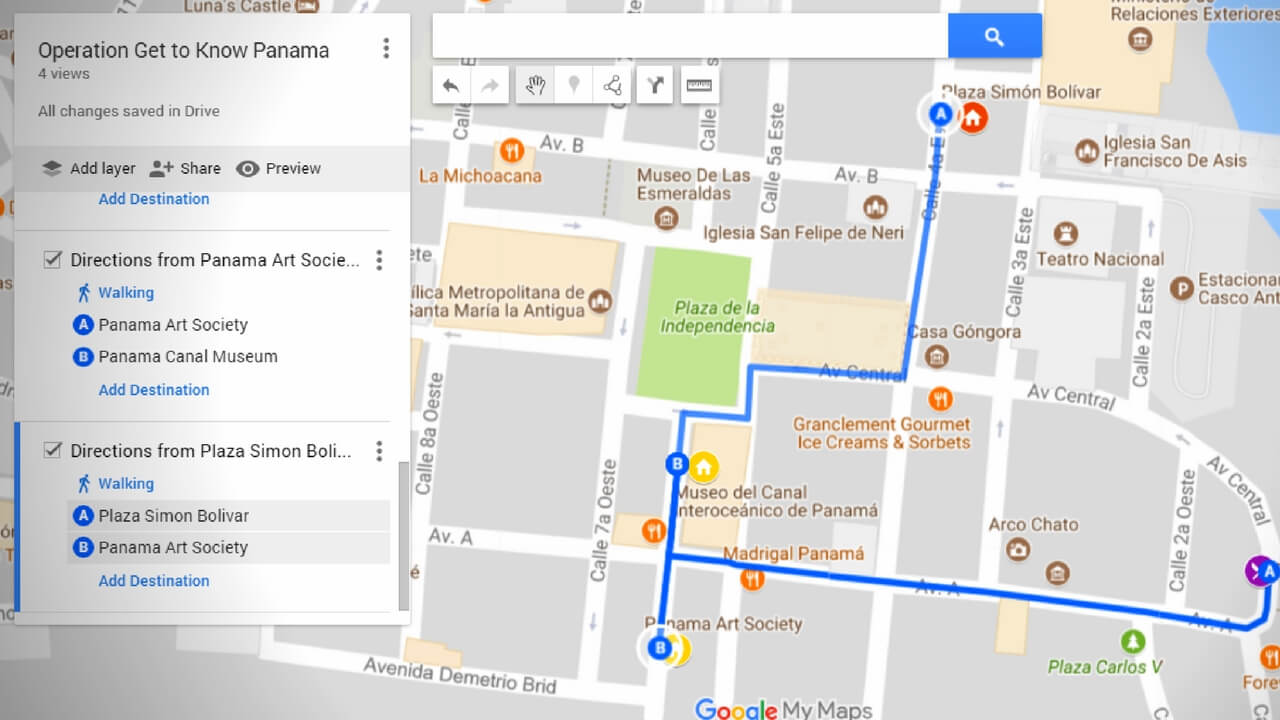 Luna's Castle
Operation Get to Know Panama
4 views
All changes saved in Drive
Add layer
Share
Preview
Add Destination
Directions from Panama Art Socie...
Walking
A Panama Art Society
B Panama Canal Museum
Add Destination
Directions from Plaza Simon Boli...
Walking
A Plaza Simon Bolivar
B Panama Art Society
Add Destination
Relaciones Exteriores
Plaza Simón Bolívar
A
Iglesia San
Francisco De Asis
Av. B
La Michoacana
Museo De Las
Esmeraldas
Calle 5a Este
Av. B
Calle 4a Este
Iglesia San Felipe de Neri
Calle 3a Este
Teatro Nacional
Calle 2a Este
P
Estacionar
Casco Ant
ílica Metropolitana de
Santa María la Antigua
Plaza de la
Independencia
Casa Góngora
Av Central
Av Central
Av Central
Granclement Gourmet
Ice Creams & Sorbets
Calle 8a Oeste
Calle 7a Oeste
B
Museo del Canal
Interoceánico de Panamá
Arco Chato
Calle 2a Oeste
Av. A
Madrigal Panamá
Av. A
Av. A
A
Panama Art Society
B
Plaza Carlos V
Fore
Avenida Demetrio Brid
Google My Maps